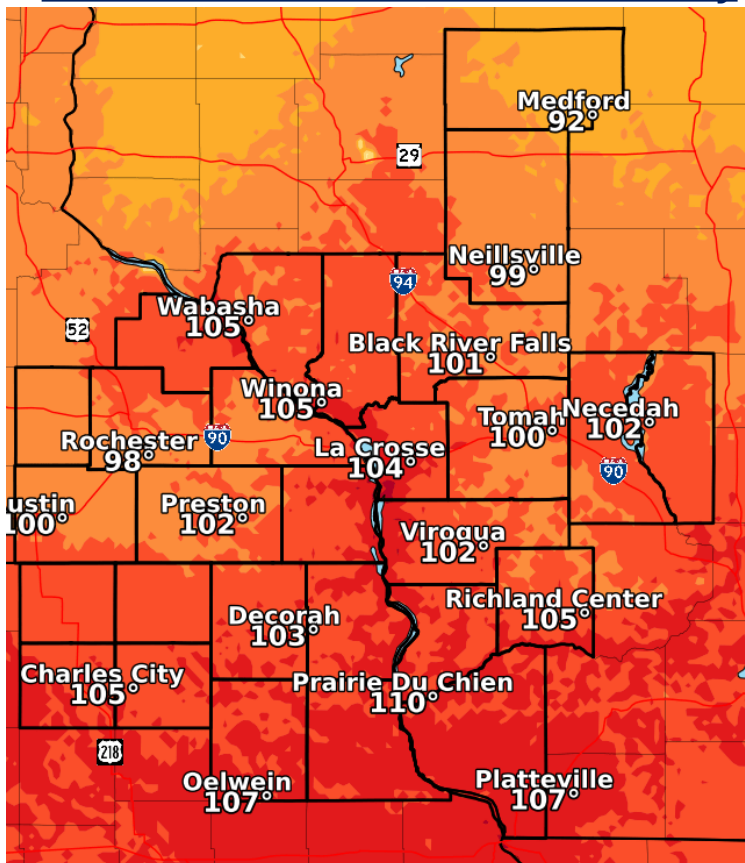 Medford
92°
29
Neillsville
99°
94
Wabasha
105°
52
Black River Falls
101°
Winona
105°
Tomah
100°
Necedah
102°
Rochester
98°
90
La Crosse
104°
90
ustin
100°
Preston
102°
Viroqua
102°
Richland Center
105°
Decorah
103°
Charles City
105°
Prairie Du Chien
110°
218
Oelwein
107°
Platteville
107°